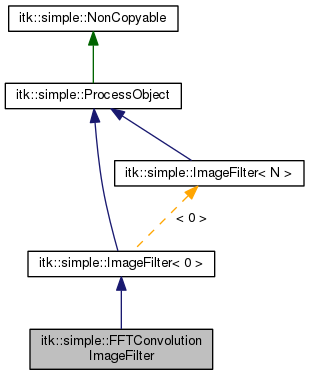 itk::simple::NonCopyable
itk::simple::ProcessObject
itk::simple::ImageFilter< N >
< 0 >
itk::simple::ImageFilter< 0 >
itk::simple::FFTConvolution
ImageFilter